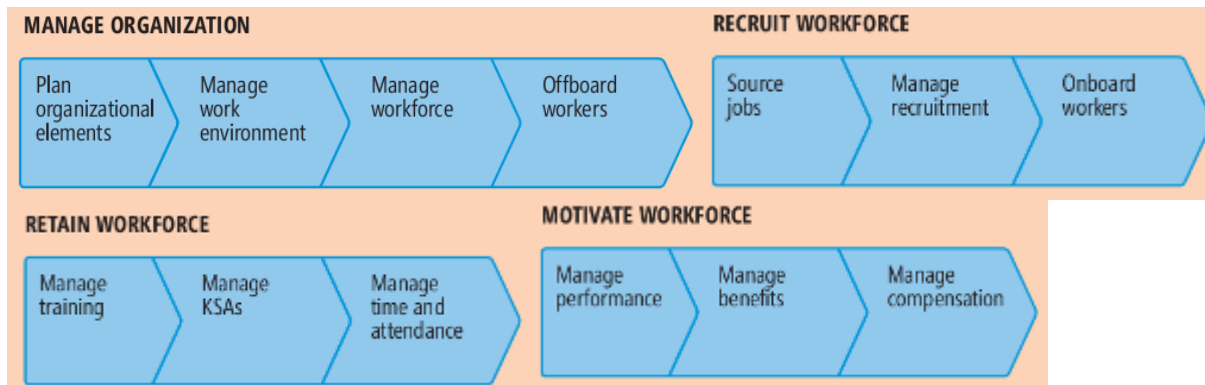 MANAGE ORGANIZATION
Plan
organizational
elements
Manage
work
environment
Manage
workforce
Offboard
workers
RECRUIT WORKFORCE
Source
jobs
Manage
recruitment
Onboard
workers
RETAIN WORKFORCE
Manage
training
Manage
KSAs
Manage
time and
attendance
MOTIVATE WORKFORCE
Manage
performance
Manage
benefits
Manage
compensation